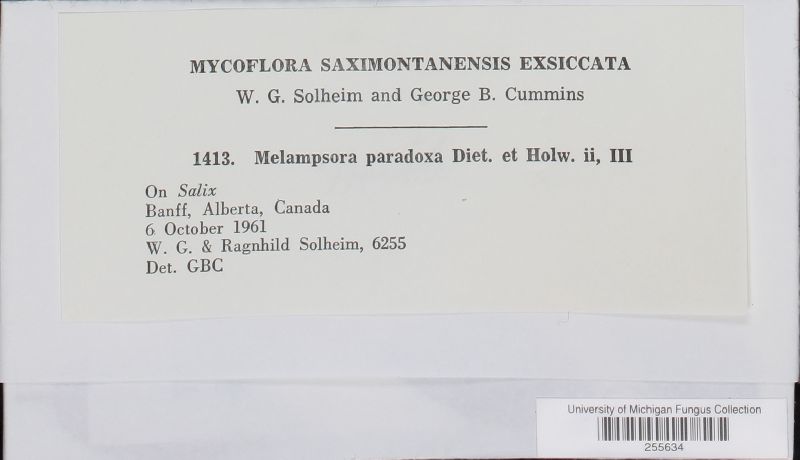 MYCOFLORA SAXIMONTANENSIS EXSICCATA
W. G. Solheim and George B. Cummins
1413. Melampsora paradoxa Diet. et Holw. ii, III
On Salix
Banff, Alberta, Canada
6 October 1961
W. G. & Ragnhild Solheim, 6255
Det. GBC
University of Michigan Fungus Collection
255634